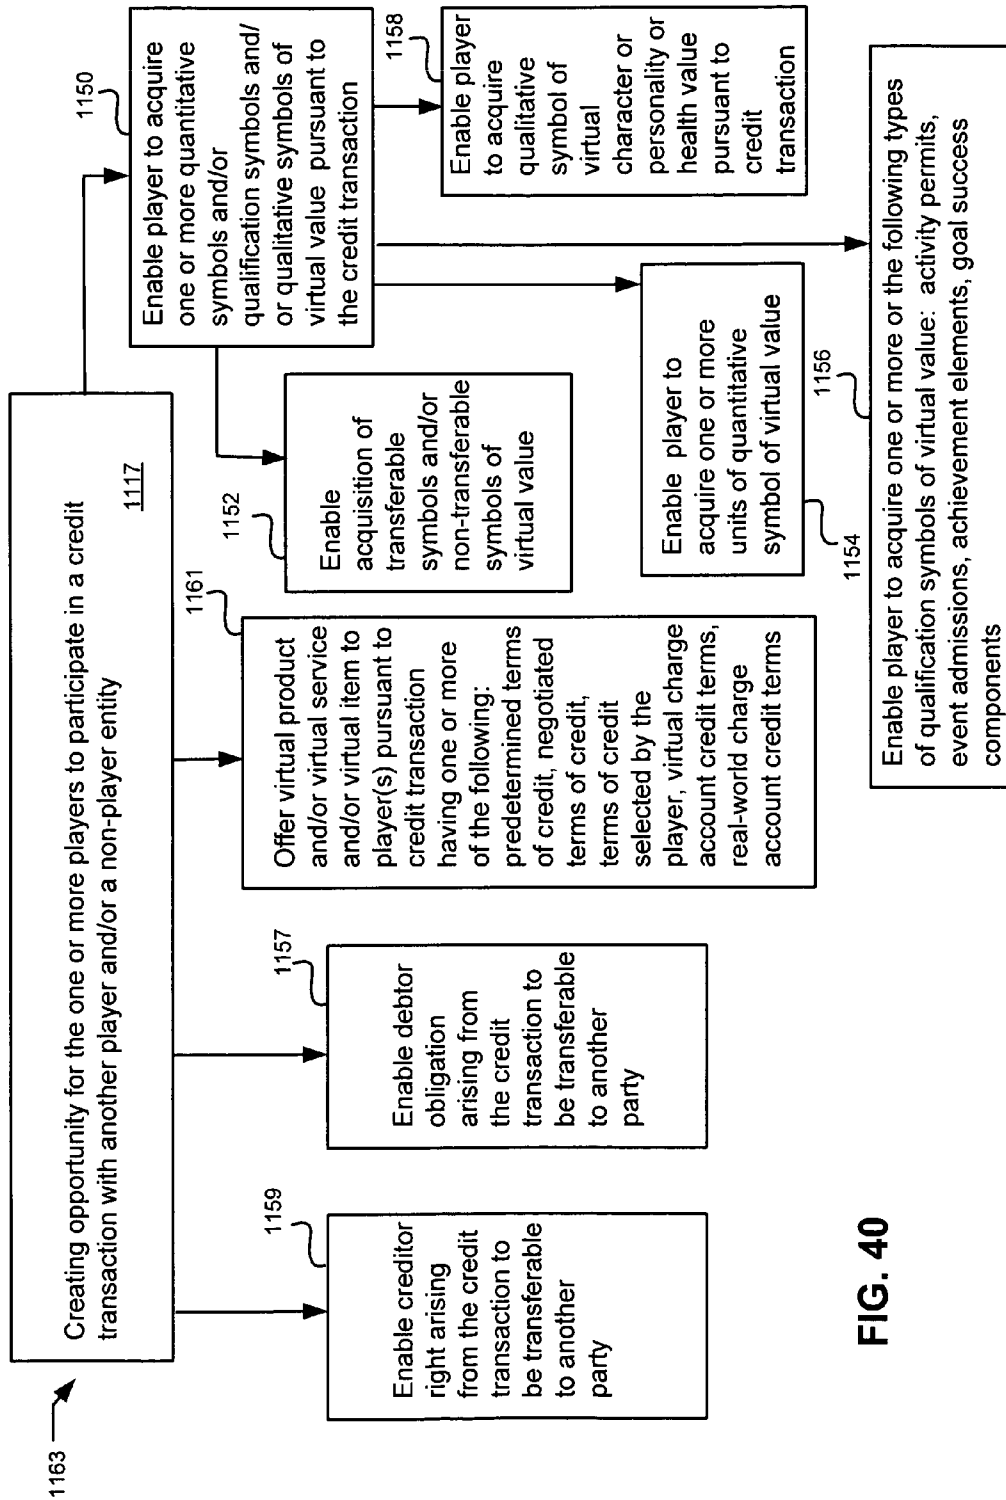 1163
Creating opportunity for the one or more players to participate in a credit
transaction with another player and/or a non-player entity
1117
1159
Enable creditor
right arising
from the credit
transaction to
be transferable
to another
party
1157
Enable debtor
obligation
arising from
the credit
transaction to
be transferable
to another
party
1161
Offer virtual product
and/or virtual service
and/or virtual item to
player(s) pursuant to
credit transaction
having one or more
of the following:
predetermined terms
of credit, negotiated
terms of credit,
terms of credit
selected by the
player, virtual charge
account credit terms,
real-world charge
account credit terms
1150
Enable player to acquire
one or more quantitative
symbols and/or
qualification symbols and/
or qualitative symbols of
virtual value pursuant to
the credit transaction
1152
Enable
acquisition of
transferable
symbols and/or
non-transferable
symbols of
virtual value
1158
Enable player
to acquire
qualitative
symbol of
virtual
character or
personality or
health value
pursuant to
credit
transaction
Enable player to
acquire one or more
units of quantitative
symbol of virtual value
1154
1156
Enable player to acquire one or more or the following types
of qualification symbols of virtual value: activity permits,
event admissions, achievement elements, goal success
components
FIG. 40